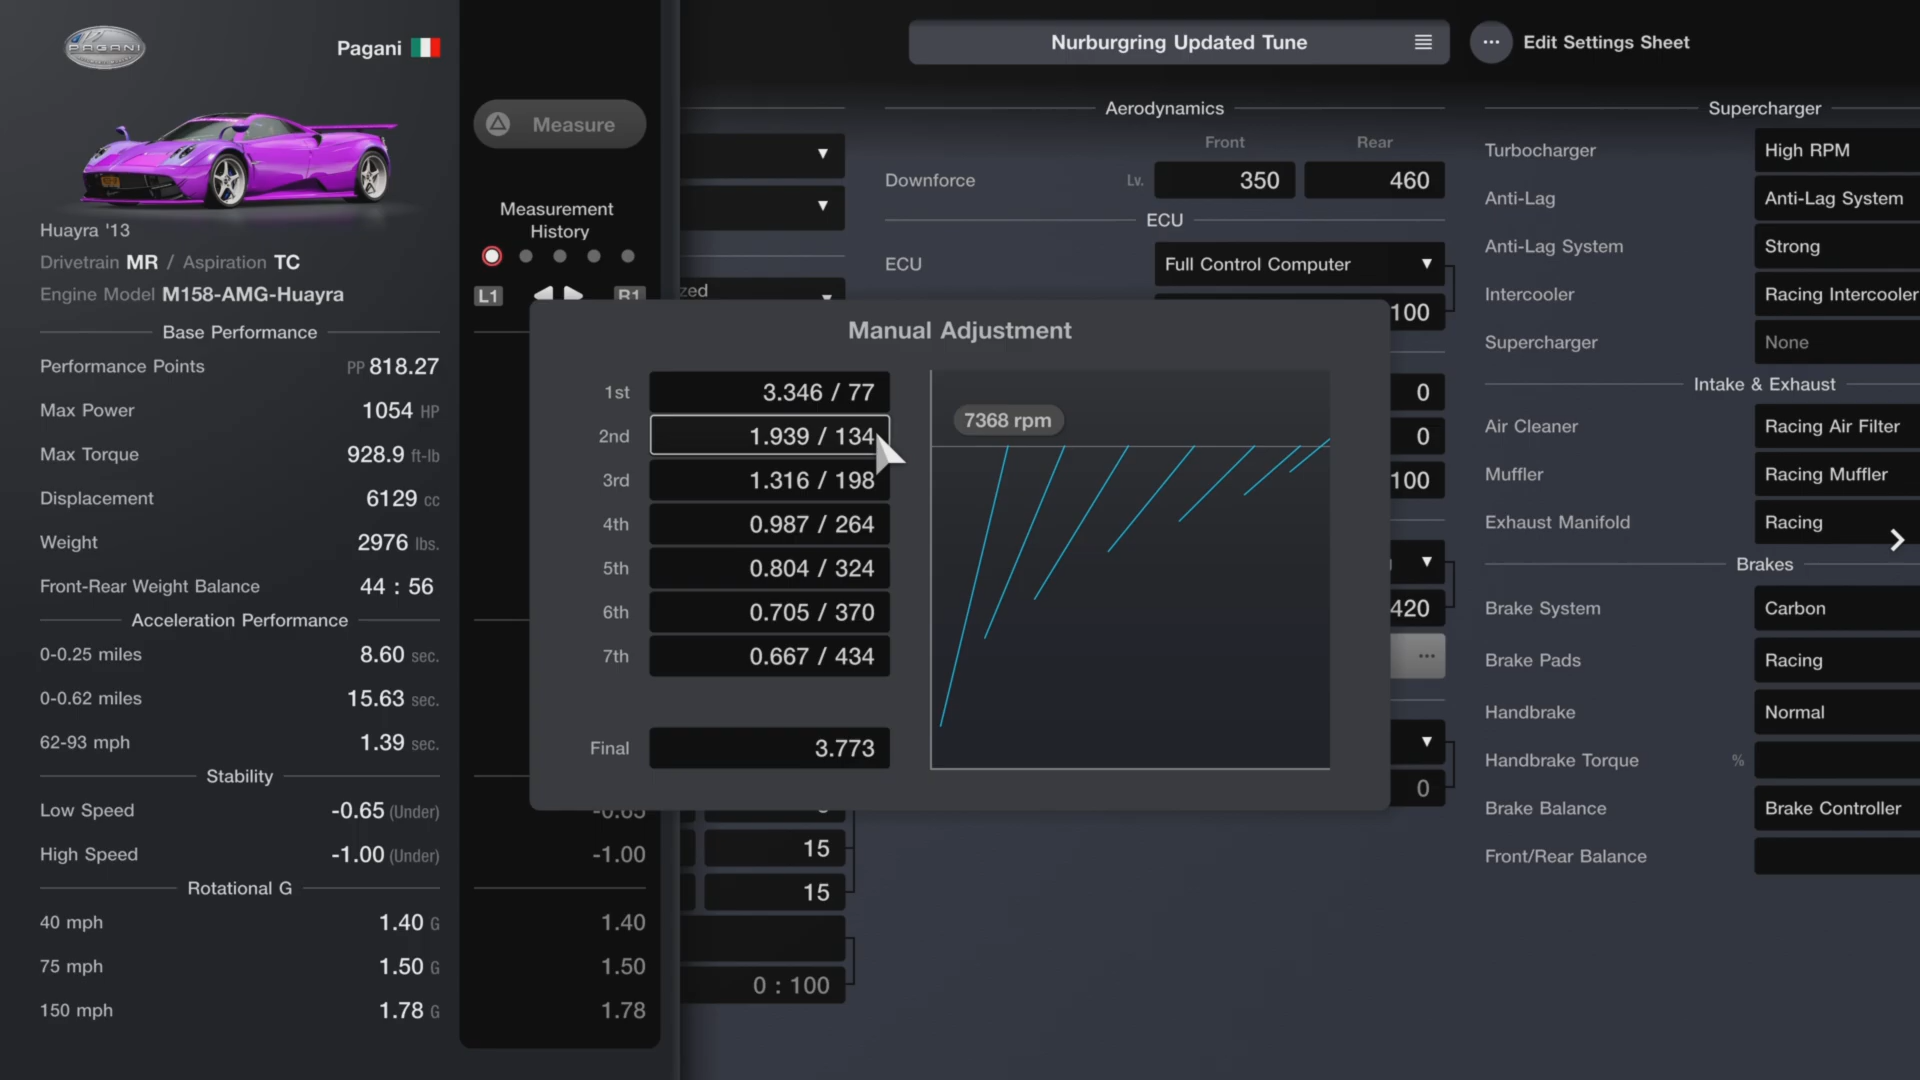 PAGANI
Pagani
Huayra '13
Drivetrain MR / Aspiration TC
Engine Model M158-AMG-Huayra
Base Performance
Performance Points PP 818.27
Max Power 1054 HP
Max Torque 928.9 ft-lb
Displacement 6129 cc
Weight 2976 lbs.
Front-Rear Weight Balance 44 : 56
Acceleration Performance
0-0.25 miles 8.60 sec.
0-0.62 miles 15.63 sec.
62-93 mph 1.39 sec.
Stability
Low Speed -0.65 (Under)
High Speed -1.00 (Under)
Rotational G
40 mph 1.40 G
75 mph 1.50 G
150 mph 1.78 G
Measure
Measurement
History
L1 R1
-0.65
-1.00
1.40
1.50
1.78
Nurburgring Updated Tune
Edit Settings Sheet
zed
15
15
0 : 100
Aerodynamics
Front Rear
Downforce Lv. 350 460
ECU
ECU Full Control Computer
100
0
0
100
420
0
Manual Adjustment
1st 3.346 / 77
2nd 1.939 / 134
3rd 1.316 / 198
4th 0.987 / 264
5th 0.804 / 324
6th 0.705 / 370
7th 0.667 / 434
Final 3.773
7368 rpm
Supercharger
Turbocharger High RPM
Anti-Lag Anti-Lag System
Anti-Lag System Strong
Intercooler Racing Intercooler
Supercharger None
Intake & Exhaust
Air Cleaner Racing Air Filter
Muffler Racing Muffler
Exhaust Manifold Racing
Brakes
Brake System Carbon
Brake Pads Racing
Handbrake Normal
Handbrake Torque %
Brake Balance Brake Controller
Front/Rear Balance